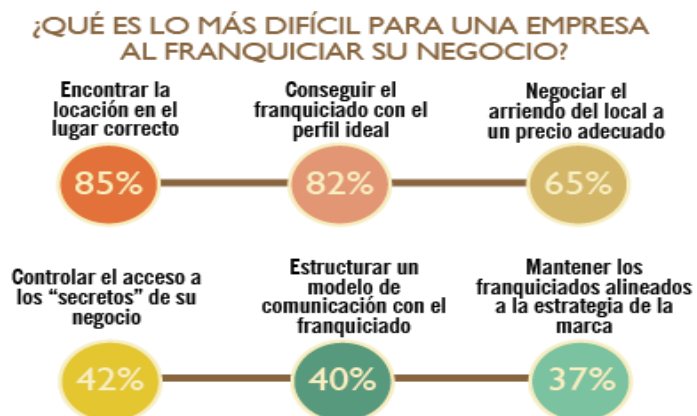 ¿QUÉ ES LO MÁS DIFÍCIL PARA UNA EMPRESA
AL FRANQUICIAR SU NEGOCIO?
Encontrar la
locación en el
lugar correcto
85%
Conseguir el
franquiciado con el
perfil ideal
82%
Negociar el
arriendo del local a
un precio adecuado
65%
Controlar el acceso a
los “secretos” de su
negocio
42%
Estructurar un
modelo de
comunicación con el
franquiciado
40%
Mantener los
franquiciados alineados
a la estrategia de la
marca
37%